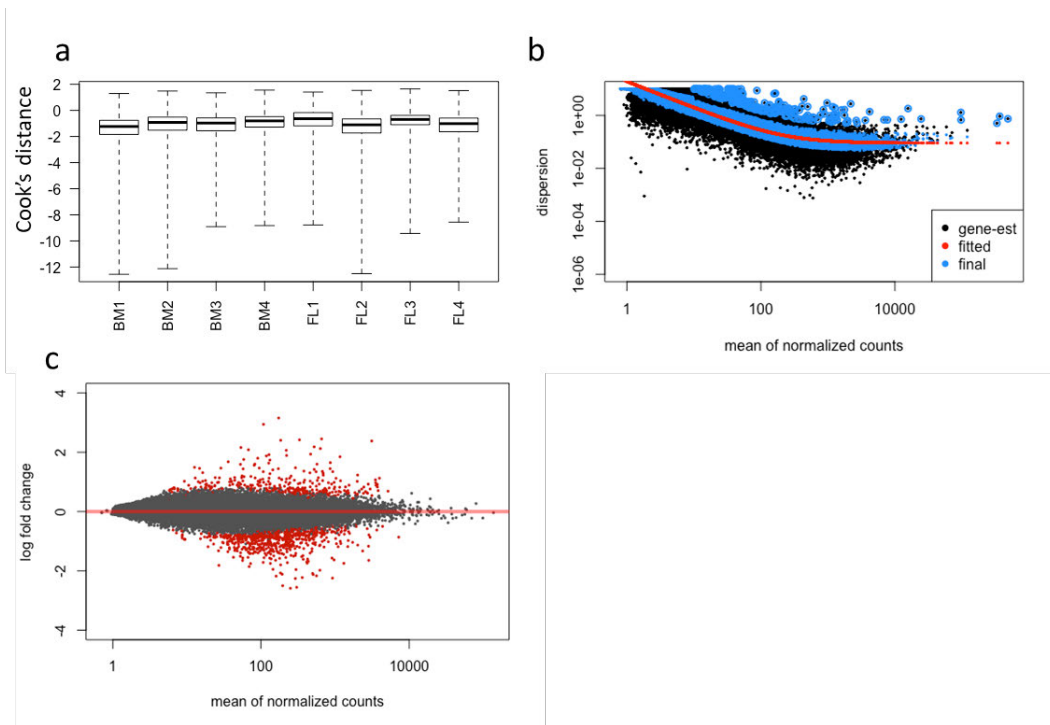 a
Cook's distance
2
0
-2
-4
-6
-8
-10
-12
BM1
BM2
BM3
BM4
FL1
FL2
FL3
FL4
b
dispersion
1e+00
1e-02
1e-04
1e-06
gene-est
fitted
final
1
100
10000
mean of normalized counts
c
log fold change
4
2
0
-2
-4
1
100
10000
mean of normalized counts